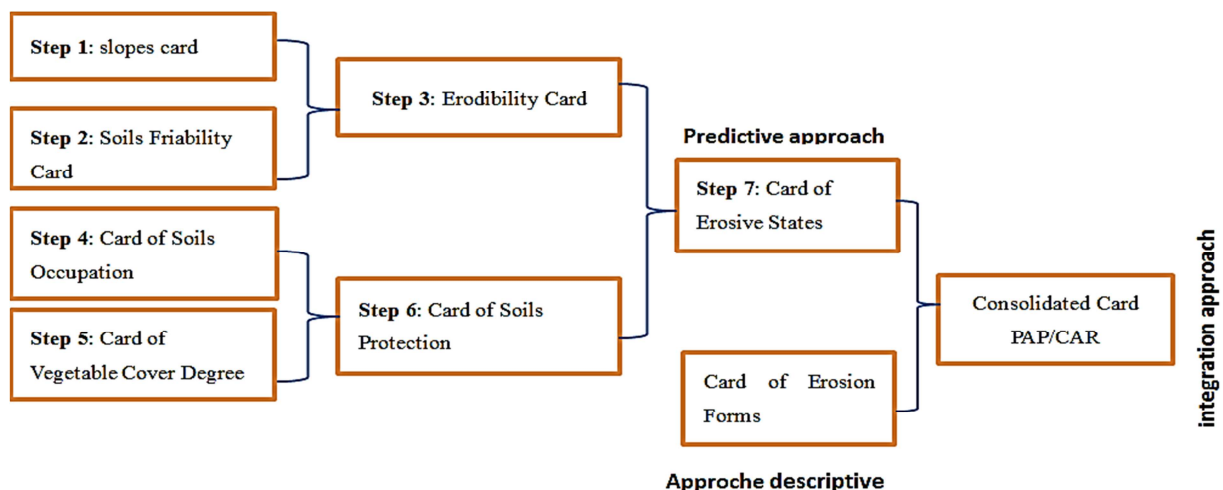 Step 1: slopes card
Step 2: Soils Friability
Card
Step 3: Erodibility Card
Step 4: Card of Soils
Occupation
Step 5: Card of
Vegetable Cover Degree
Step 6: Card of Soils
Protection
Predictive approach
Step 7: Card of
Erosive States
Card of Erosion
Forms
Approche descriptive
Consolidated Card
PAP/CAR
integration approach